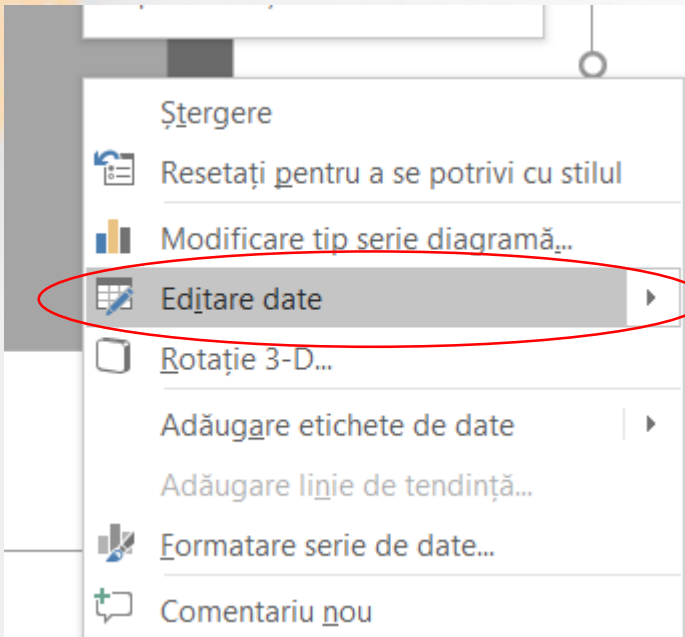 Ștergere
Resetați pentru a se potrivi cu stilul
Modificare tip serie diagramă...
Editare date
Rotație 3-D...
Adăugare etichete de date
Adăugare linie de tendință...
Formatare serie de date...
Comentariu nou